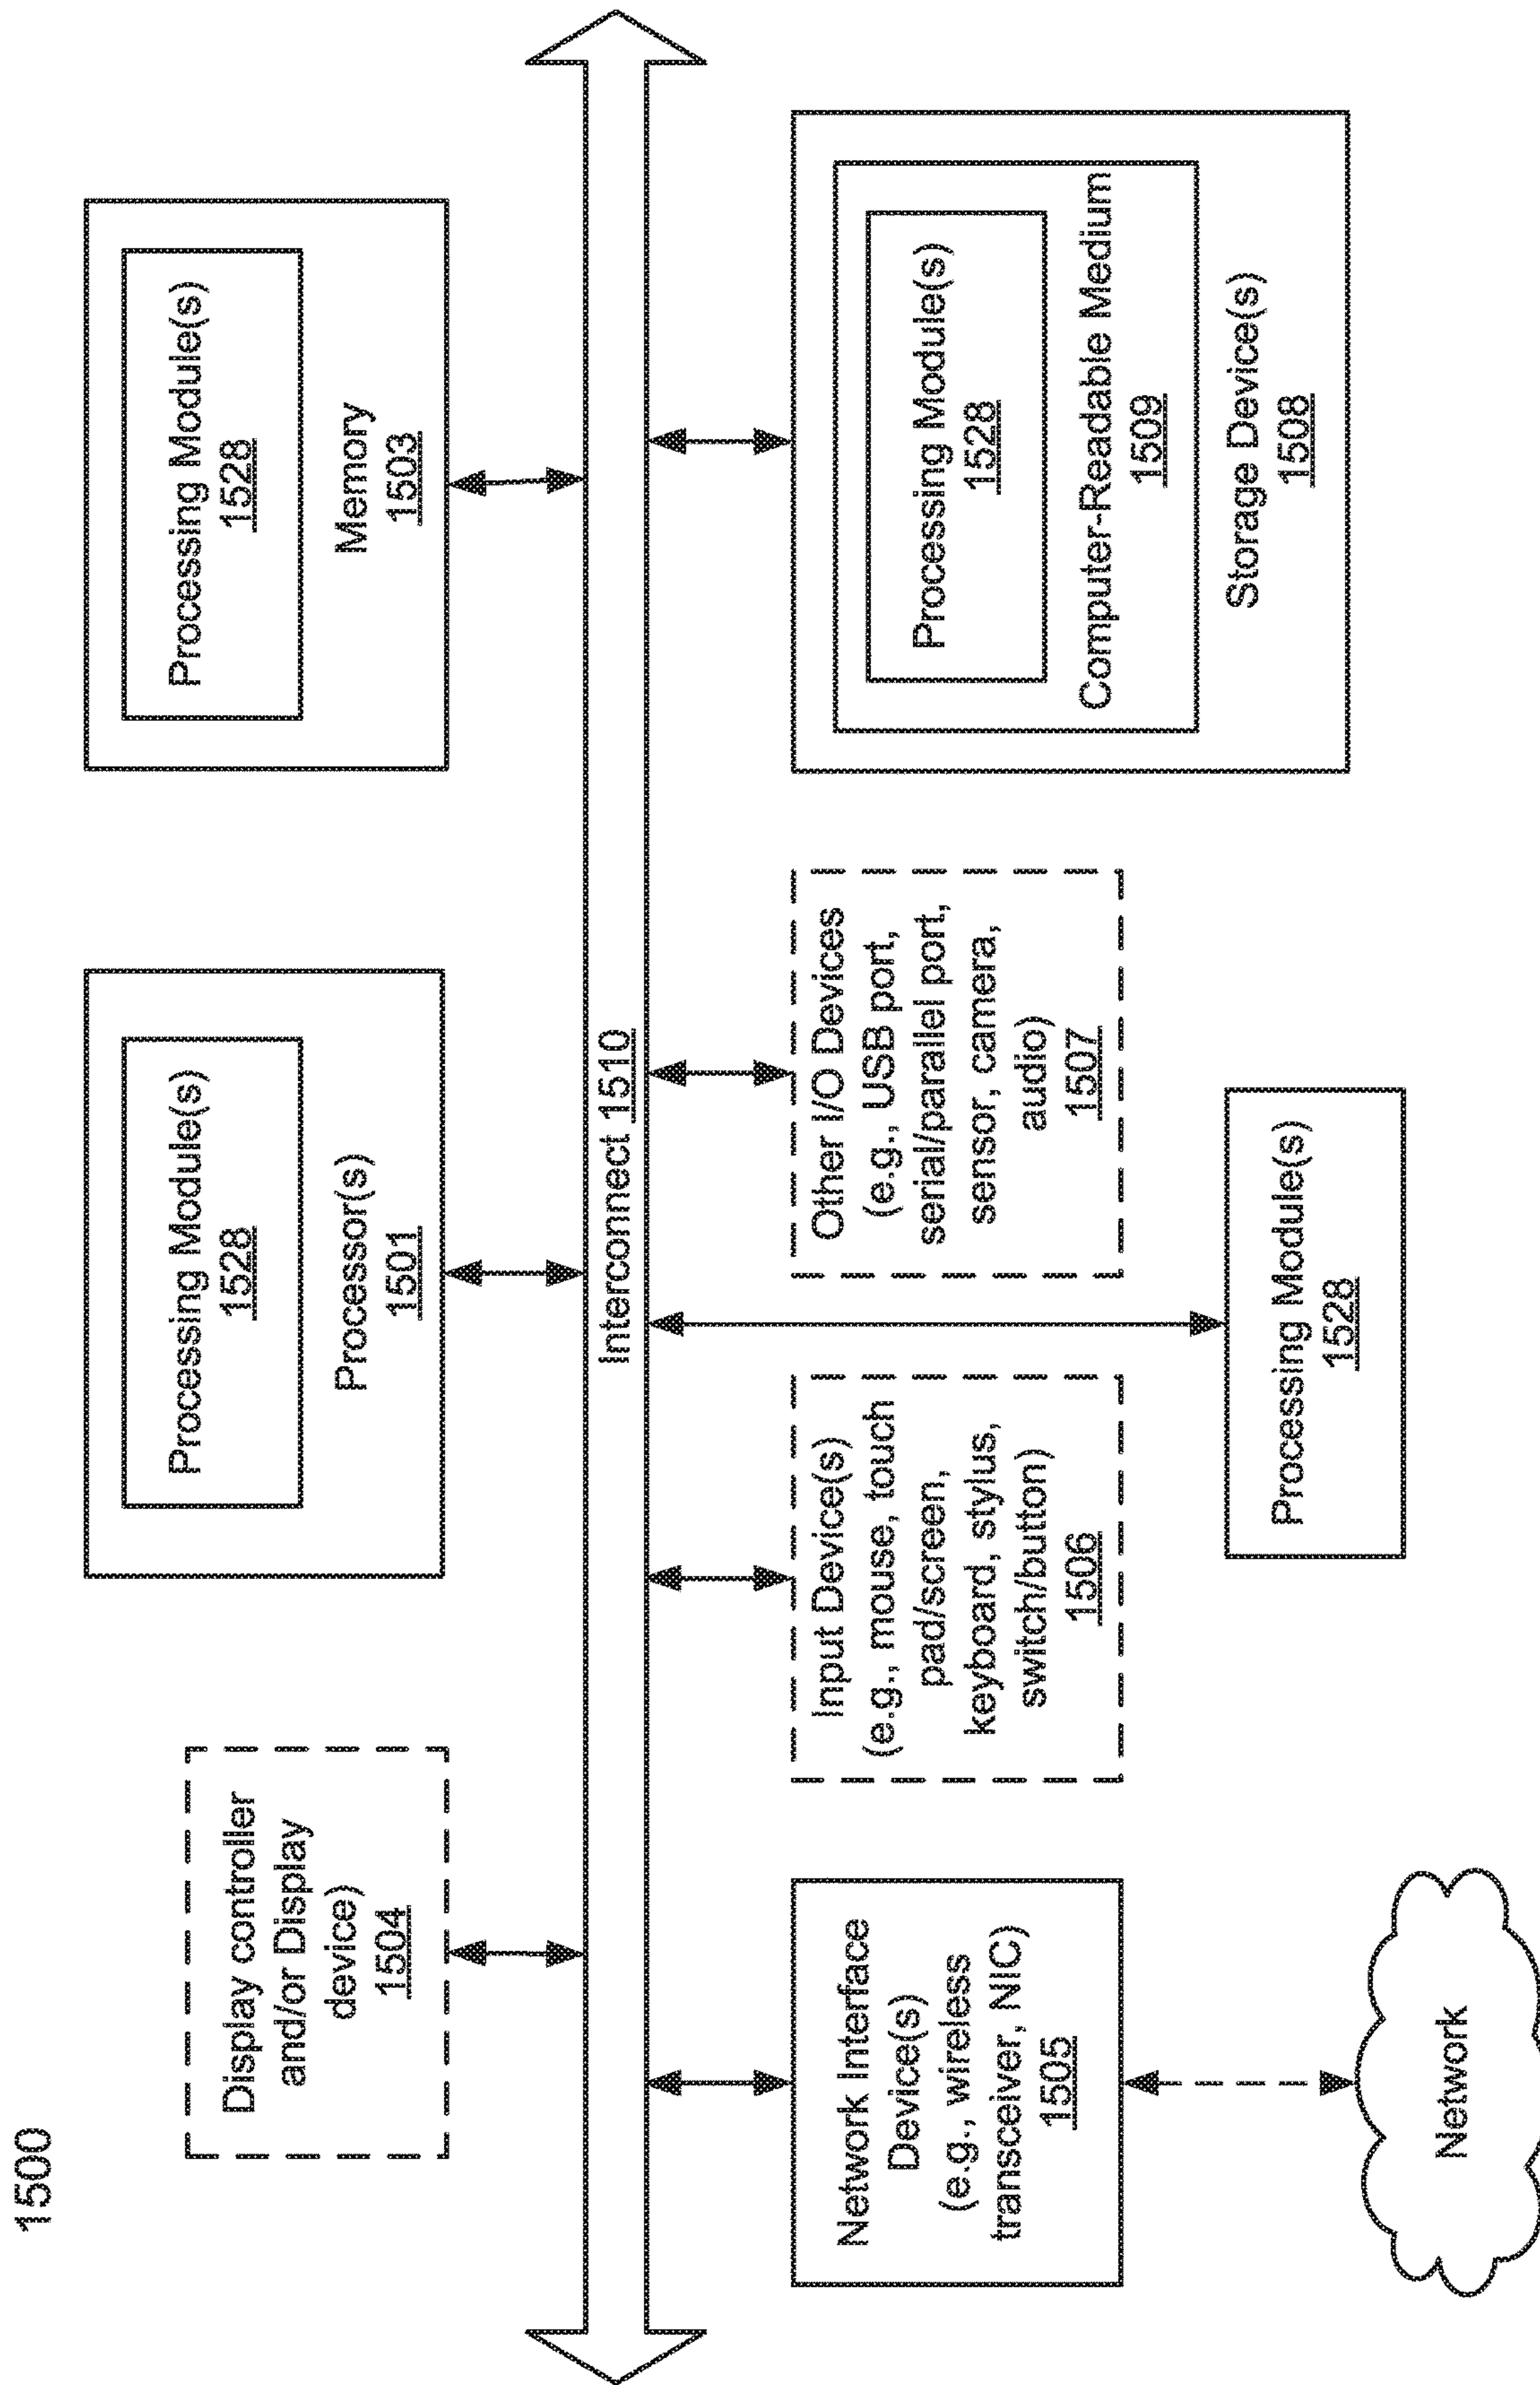 1500
Display controller
and/or Display
device)
1504
Processing Module(s)
1528
Processor(s)
1501
Processing Module(s)
1528
Memory
1503
Interconnect 1510
Network Interface
Device(s)
(e.g., wireless
transceiver, NIC)
1505
Input Device(s)
(e.g., mouse, touch
pad/screen,
keyboard, stylus,
switch/button)
1506
Other I/O Devices
(e.g., USB port,
serial/parallel port,
sensor, camera,
audio)
1507
Processing Module(s)
1528
Computer-Readable Medium
1509
Storage Device(s)
1508
Processing Module(s)
1528
Network